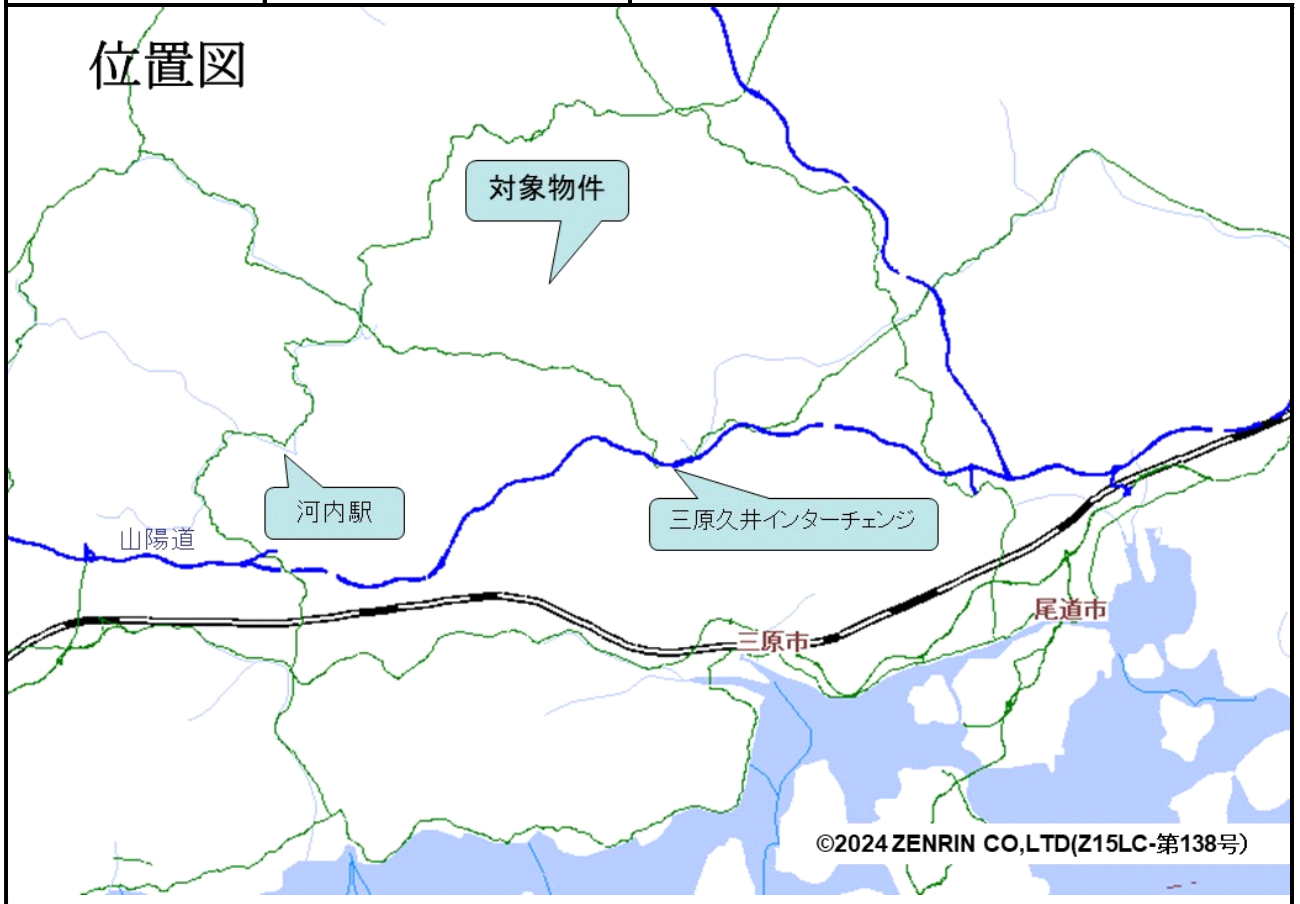 位置図
対象物件
河内駅
三原久井インターチェンジ
山陽道
尾道市
三原市
©2024 ZENRIN CO,LTD(Z15LC-第138号)